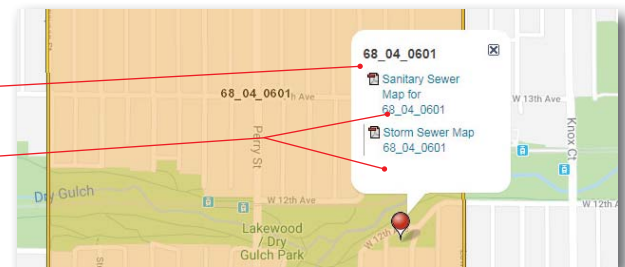 68_04_0601
Sanitary Sewer
Map for
68_04_0601
Storm Sewer Map
68_04_0601
68_04_0601
h Ave
W 13th Ave
Perry St
Knox Ct
Dry Gulch
W 12th Ave
W 12th A
Lakewood
/ Dry
Gulch Park
W 12th